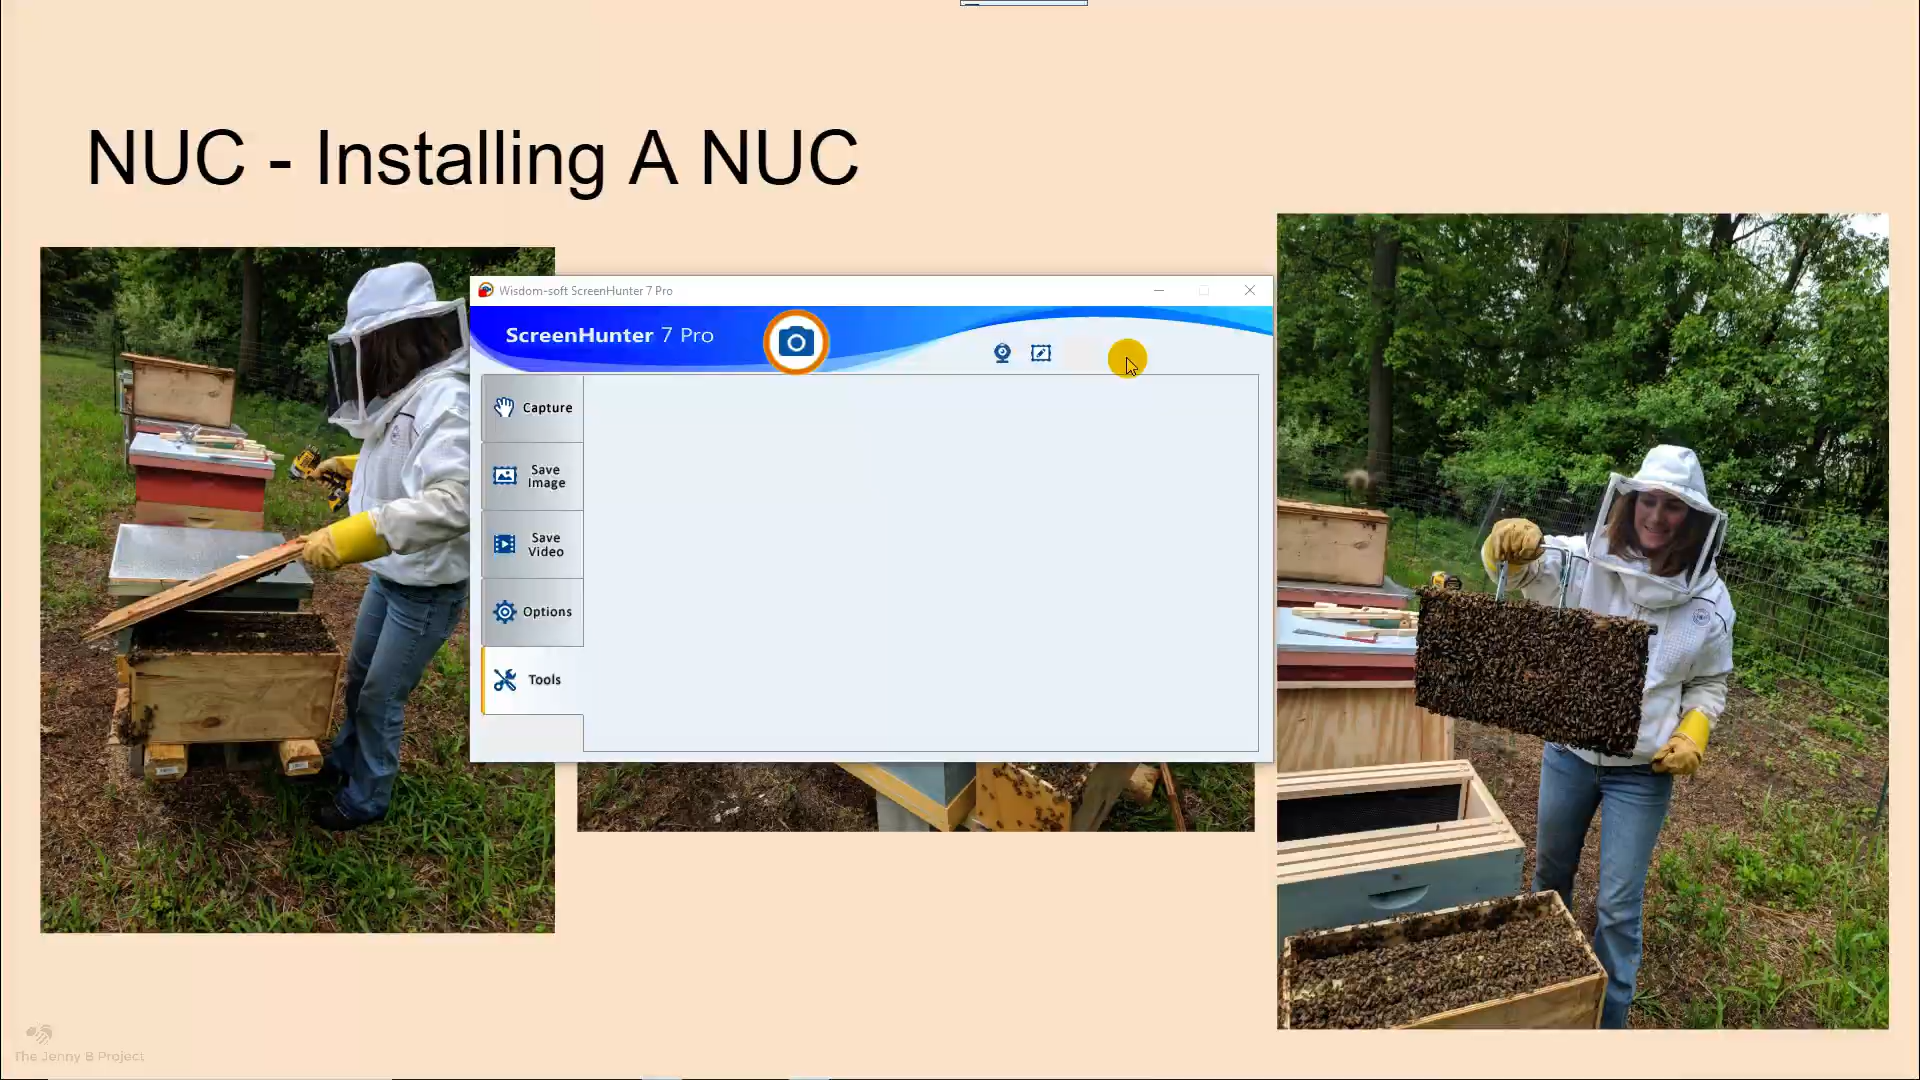 NUC - Installing A NUC
Wisdom-soft ScreenHunter 7 Pro
ScreenHunter 7 Pro
Capture
Save
Image
Save
Video
Options
Tools
The Jenny B Project